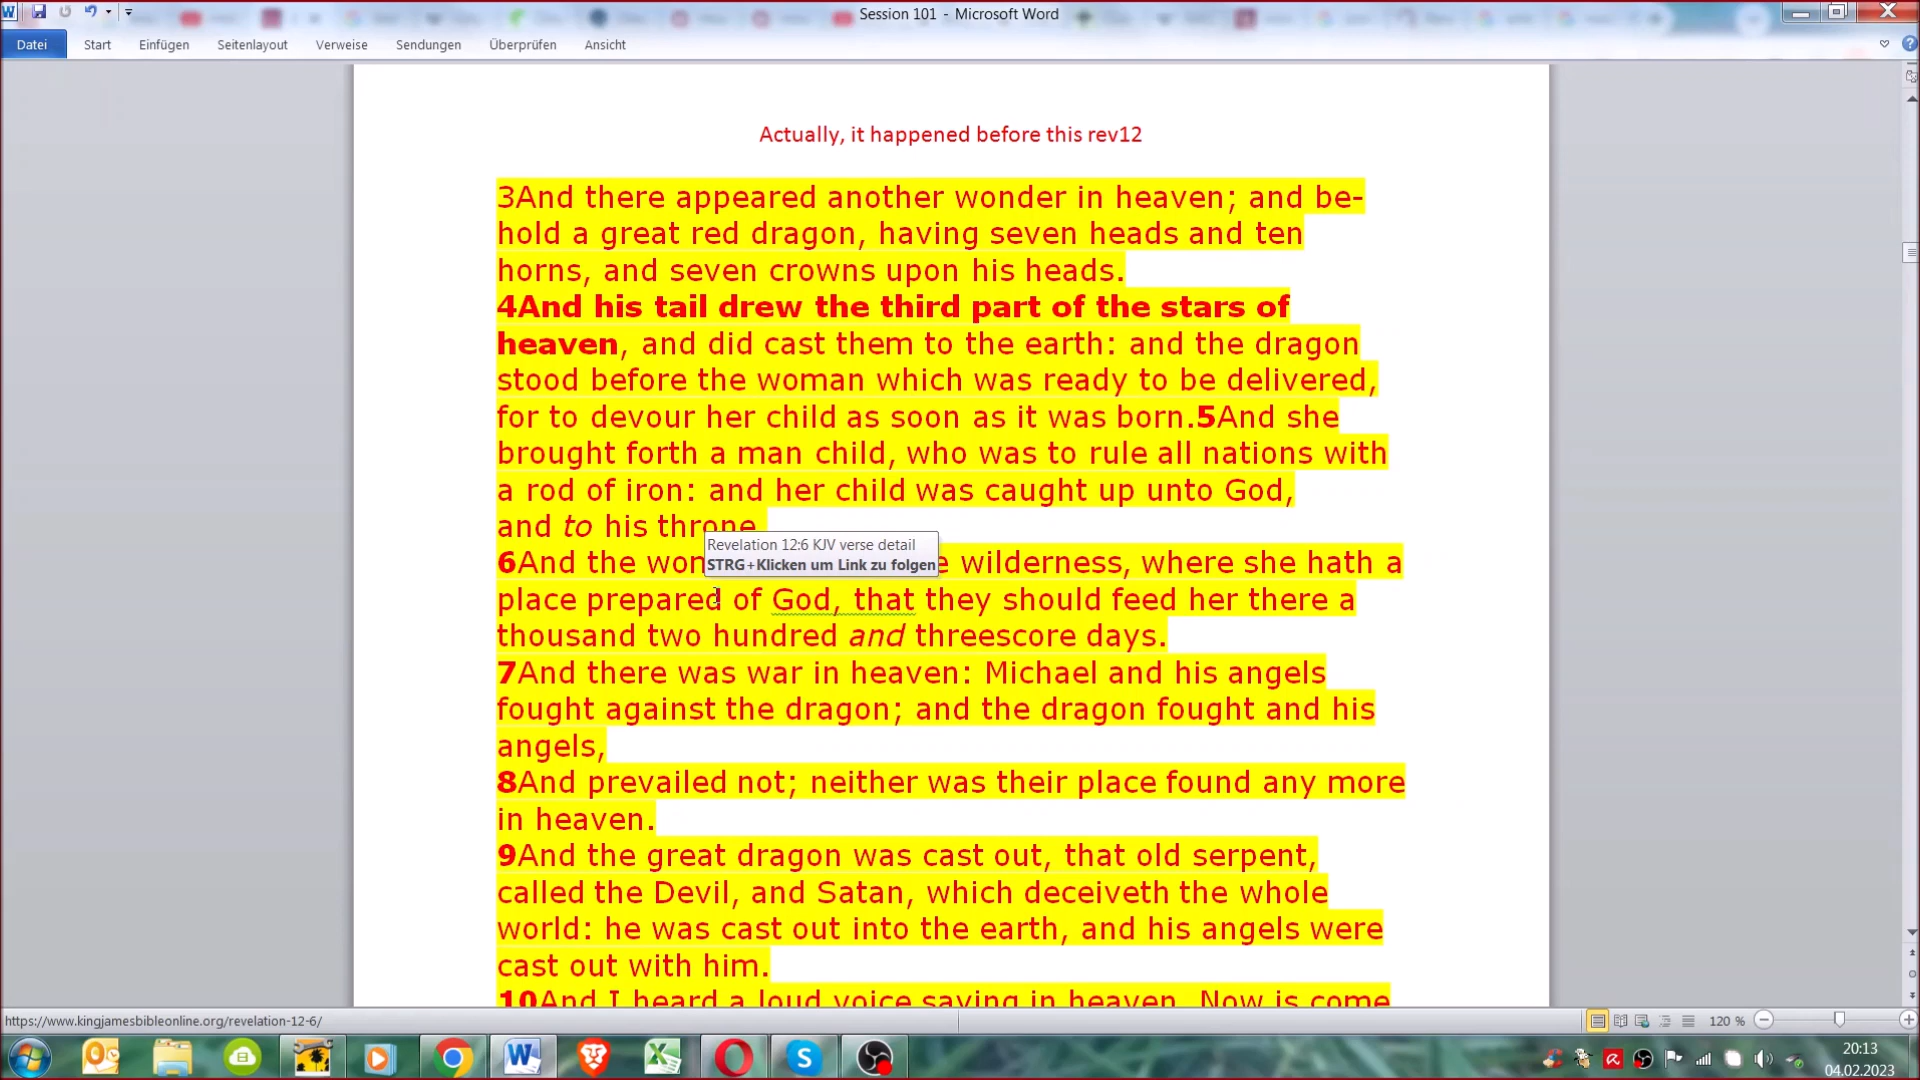 Session 101 - Microsoft Word
Datei Start Einfügen Seitenlayout Verweise Sendungen Überprüfen Ansicht
Actually, it happened before this rev12
3And there appeared another wonder in heaven; and be-
hold a great red dragon, having seven heads and ten
horns, and seven crowns upon his heads.
4And his tail drew the third part of the stars of
heaven, and did cast them to the earth: and the dragon
stood before the woman which was ready to be delivered,
for to devour her child as soon as it was born.5And she
brought forth a man child, who was to rule all nations with
a rod of iron: and her child was caught up unto God,
and to his throne
Revelation 12:6 KJV verse detail
STRG+Klicken um Link zu folgen
6And the wilderness, where she hath a
place prepared of God, that they should feed her there a
thousand two hundred and threescore days.
7And there was war in heaven: Michael and his angels
fought against the dragon; and the dragon fought and his
angels,
8And prevailed not; neither was their place found any more
in heaven.
9And the great dragon was cast out, that old serpent,
called the Devil, and Satan, which deceiveth the whole
world: he was cast out into the earth, and his angels were
cast out with him.
10And I heard a loud voice saying in heaven, Now is come
https://www.kingjamesbibleonline.org/revelation-12-6/
120 %
20:13
04.02.2023